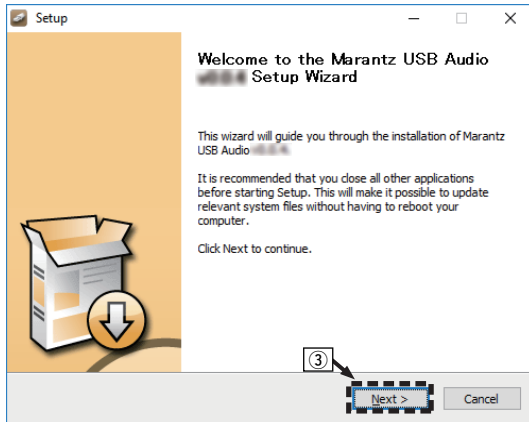 Setup
Welcome to the Marantz USB Audio
Setup Wizard
This wizard will guide you through the installation of Marantz
USB Audio
It is recommended that you close all other applications
before starting Setup. This will make it possible to update
relevant system files without having to reboot your
computer.
Click Next to continue.
③
Next >
Cancel